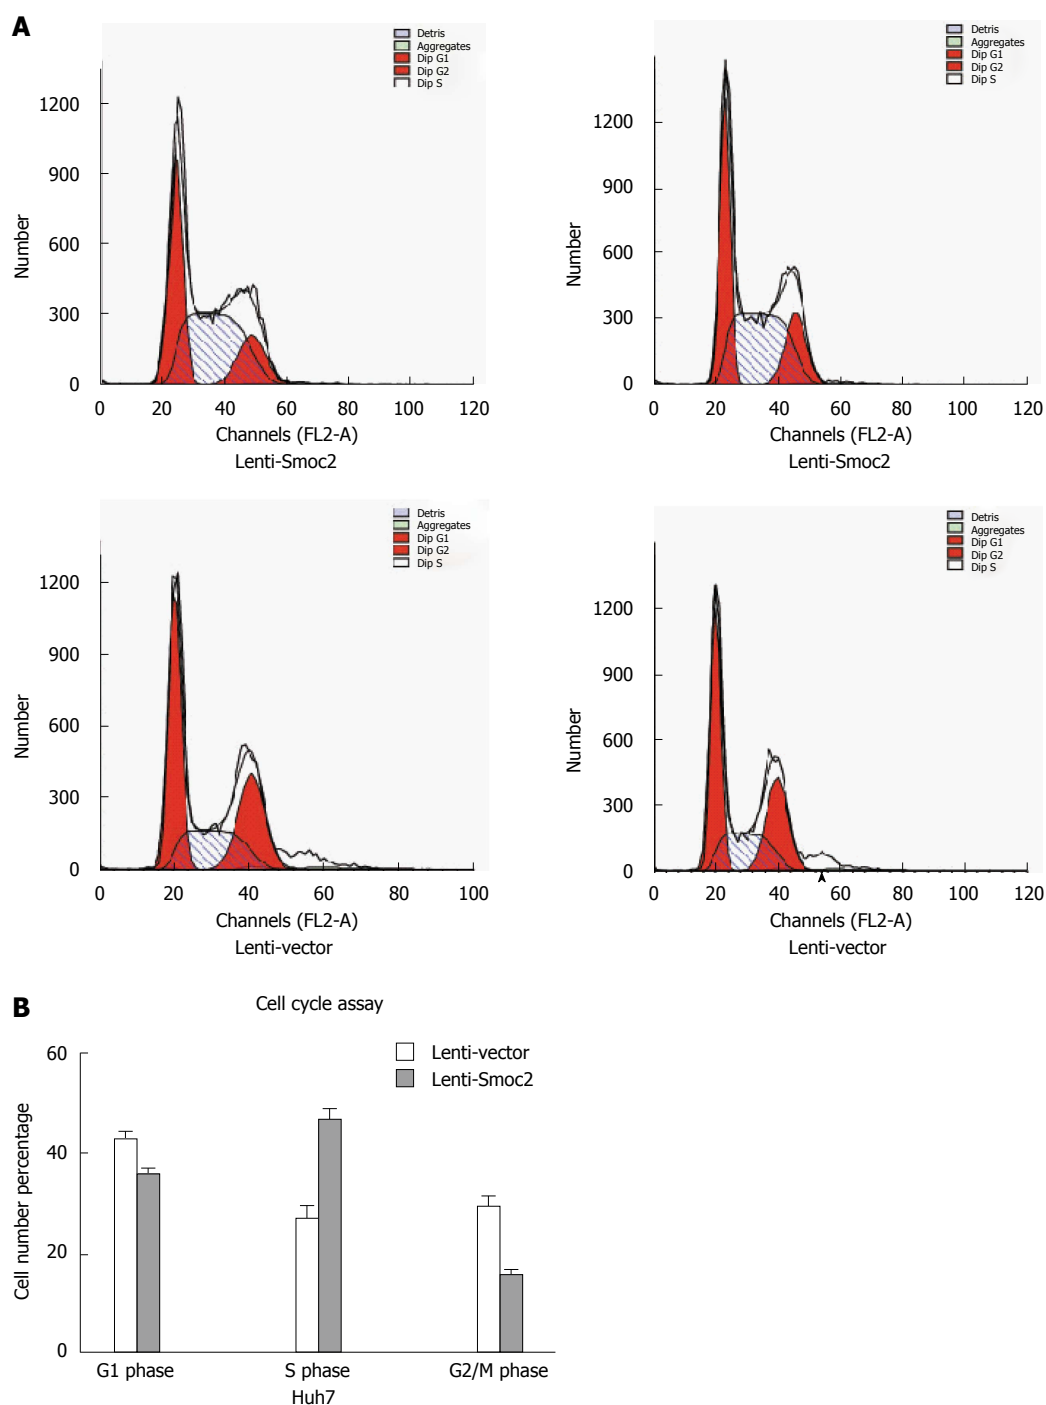 A
Detris
Aggregates
Dip G1
Dip G2
Dip S
1200
900
600
300
0
Number
0 20 40 60 80 100 120
Channels (FL2-A)
Lenti-Smoc2
Detris
Aggregates
Dip G1
Dip G2
Dip S
1200
900
600
300
0
Number
0 20 40 60 80 100 120
Channels (FL2-A)
Lenti-Smoc2
Detris
Aggregates
Dip G1
Dip G2
Dip S
1200
900
600
300
0
Number
0 20 40 60 80 100
Channels (FL2-A)
Lenti-vector
Detris
Aggregates
Dip G1
Dip G2
Dip S
1200
900
600
300
0
Number
0 20 40 60 80 100 120
Channels (FL2-A)
Lenti-vector
B
Cell cycle assay
Lenti-vector
Lenti-Smoc2
60
40
20
0
Cell number percentage
G1 phase S phase G2/M phase
Huh7